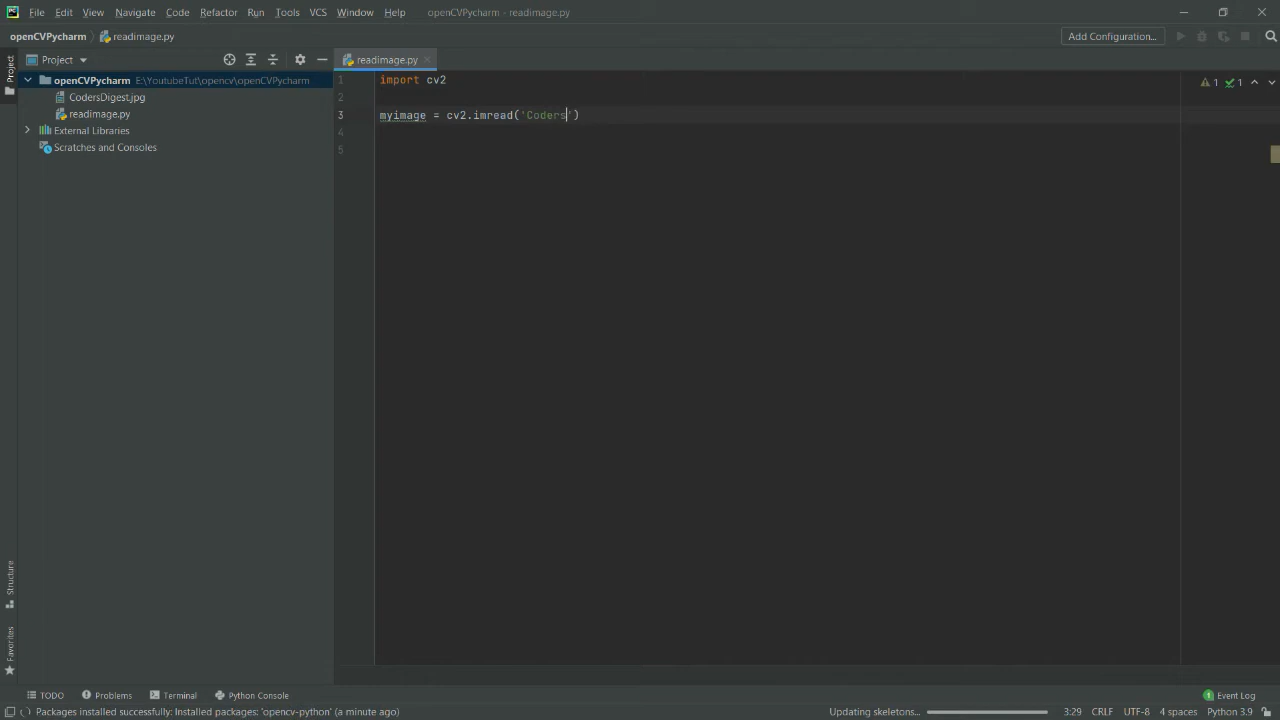 File Edit View Navigate Code Refactor Run Tools VCS Window Help openCVPycharm - readimage.py
openCVPycharm readimage.py Add Configuration...
Project
Project
readimage.py
openCVPycharm E:\YoutubeTut\opencv\openCVPycharm
CodersDigest.jpg
readimage.py
External Libraries
Scratches and Consoles
1 import cv2
2
3 myimage = cv2.imread('Coders')
4
5
1 1
Structure
Favorites
TODO Problems Terminal Python Console 1 Event Log
Packages installed successfully: Installed packages: 'opencv-python' (a minute ago) Updating skeletons... 3:29 CRLF UTF-8 4 spaces Python 3.9